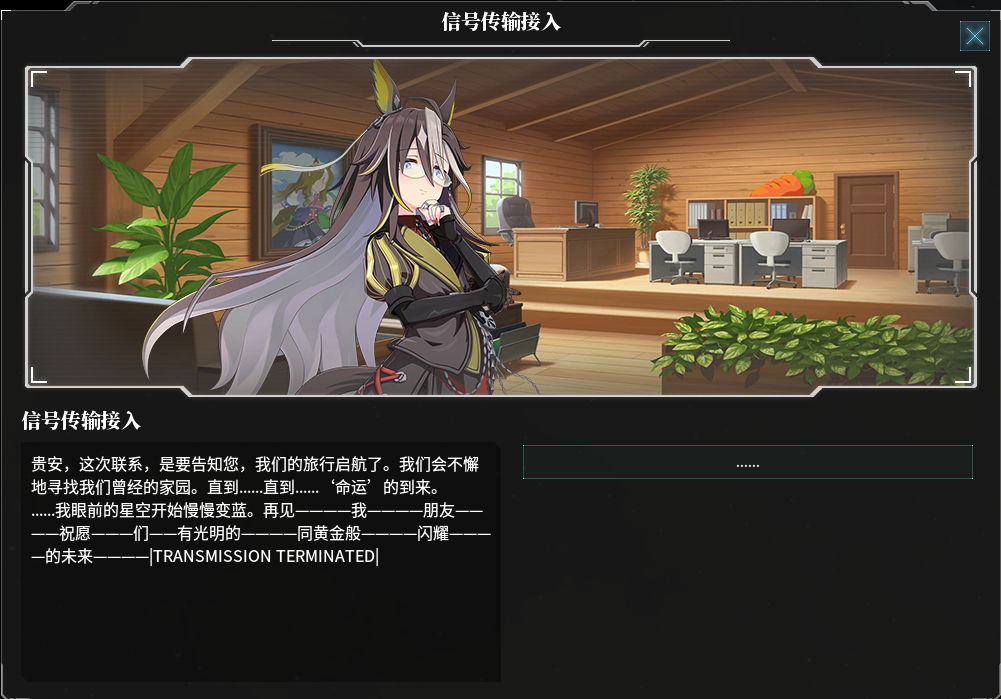 信号传输接入
信号传输接入
贵安，这次联系，是要告知您，我们的旅行启航了。我们会不懈
地寻找我们曾经的家园。直到......直到......‘命运’的到来。
......我眼前的星空开始慢慢变蓝。再见————我————朋友——
——祝愿———们——有光明的————同黄金般————闪耀———
—的未来————|TRANSMISSION TERMINATED|
......